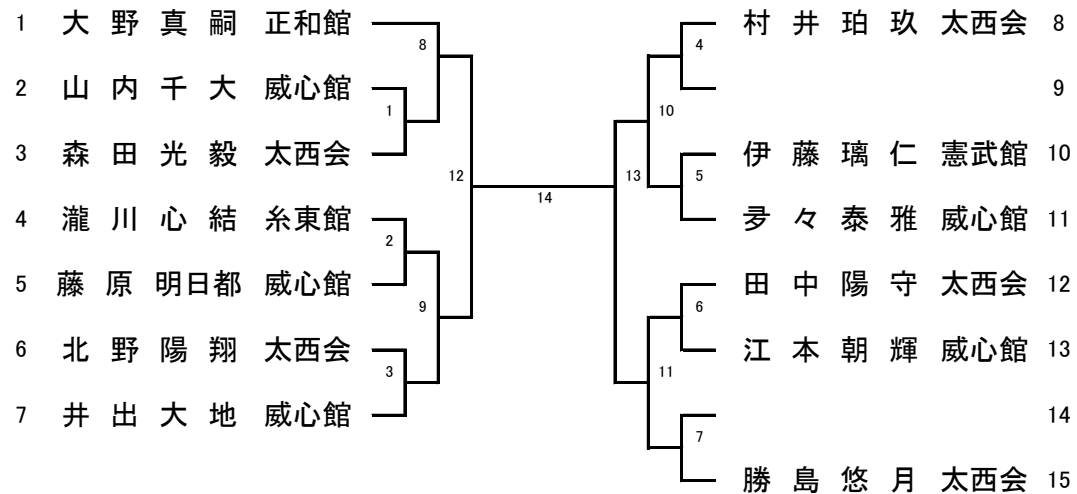 1 大野真嗣 正和館
8
2 山内千大 威心館
1
3 森田光毅 太西会
12
4 瀧川心結 糸東館
2
5 藤原明日都 威心館
9
6 北野陽翔 太西会
3
7 井出大地 威心館
14
村井珀玖 太西会 8
4
9
10
伊藤璃仁 憲武館 10
13
5
夛々泰雅 威心館 11
田中陽守 太西会 12
6
江本朝輝 威心館 13
11
14
7
勝島悠月 太西会 15